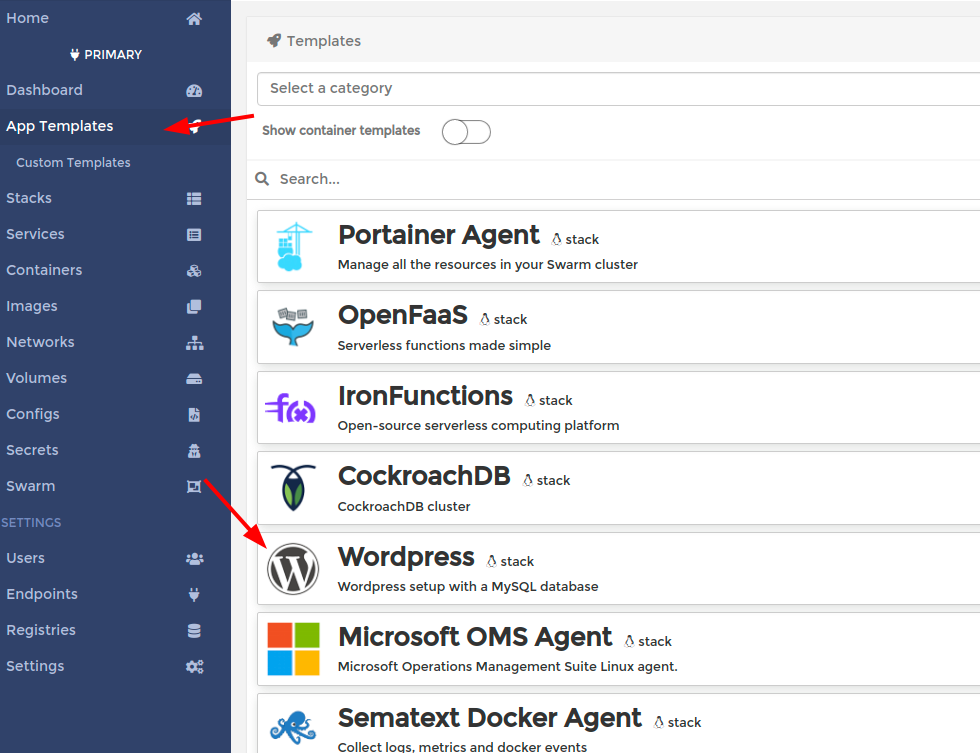 Home
PRIMARY
Dashboard
App Templates
Custom Templates
Stacks
Services
Containers
Images
Networks
Volumes
Configs
Secrets
Swarm
SETTINGS
Users
Endpoints
Registries
Settings
Templates
Select a category
Show container templates
Search...
Portainer Agent stack
Manage all the resources in your Swarm cluster
OpenFaaS stack
Serverless functions made simple
IronFunctions stack
Open-source serverless computing platform
CockroachDB stack
CockroachDB cluster
Wordpress stack
Wordpress setup with a MySQL database
Microsoft OMS Agent stack
Microsoft Operations Management Suite Linux agent.
Sematext Docker Agent stack
Collect logs, metrics and docker events